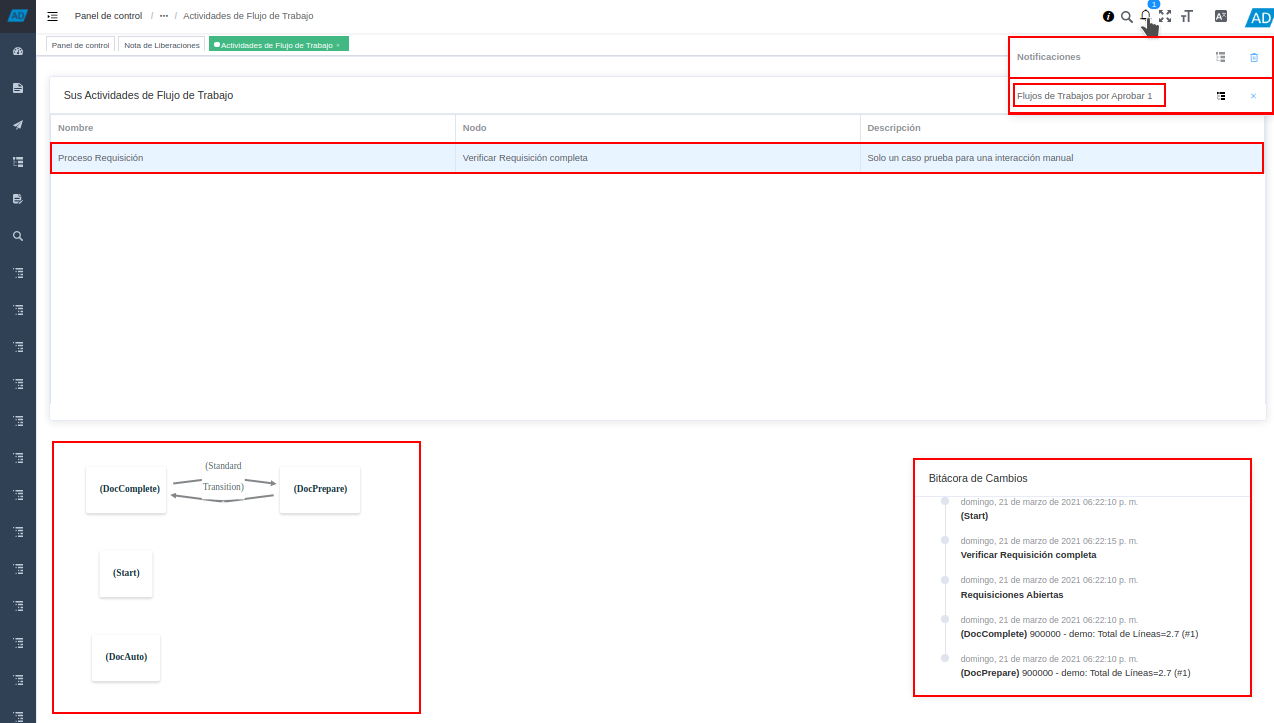 AD
Panel de control / ··· / Actividades de Flujo de Trabajo
1
AD
Panel de control
Nota de Liberaciones
Actividades de Flujo de Trabajo ×
Notificaciones
Flujos de Trabajos por Aprobar 1
Sus Actividades de Flujo de Trabajo
Nombre Nodo Descripción
Proceso Requisición Verificar Requisición completa Solo un caso prueba para una interacción manual
(DocComplete)
(Standard
Transition)
(DocPrepare)
(Start)
(DocAuto)
Bitácora de Cambios
domingo, 21 de marzo de 2021 06:22:10 p. m.
(Start)
domingo, 21 de marzo de 2021 06:22:15 p. m.
Verificar Requisición completa
domingo, 21 de marzo de 2021 06:22:10 p. m.
Requisiciones Abiertas
domingo, 21 de marzo de 2021 06:22:10 p. m.
(DocComplete) 900000 - demo: Total de Líneas=2.7 (#1)
domingo, 21 de marzo de 2021 06:22:10 p. m.
(DocPrepare) 900000 - demo: Total de Líneas=2.7 (#1)